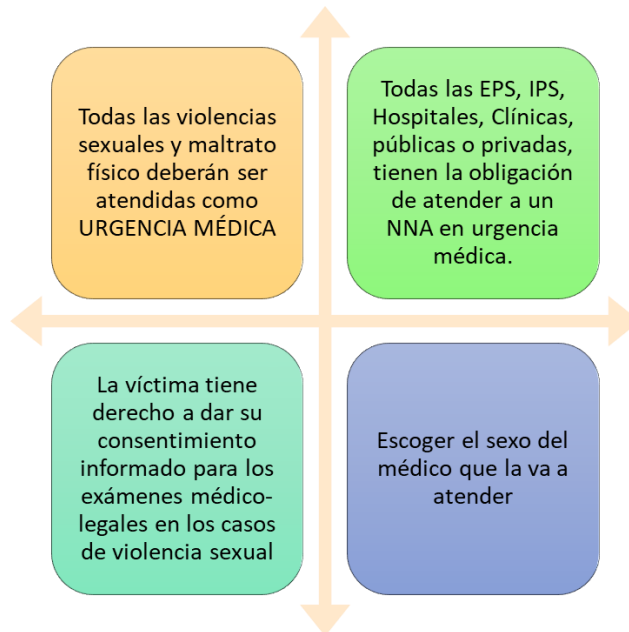 Todas las violencias
sexuales y maltrato
físico deberán ser
atendidas como
URGENCIA MÉDICA
Todas las EPS, IPS,
Hospitales, Clínicas,
públicas o privadas,
tienen la obligación
de atender a un
NNA en urgencia
médica.
La víctima tiene
derecho a dar su
consentimiento
informado para los
exámenes médico-
legales en los casos
de violencia sexual
Escoger el sexo del
médico que la va a
atender